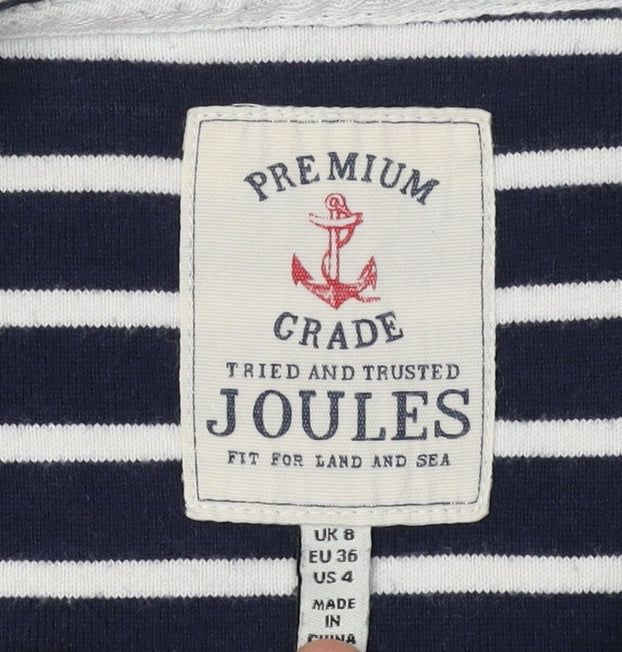 PREMIUM
GRADE
TRIED AND TRUSTED
JOULES
FIT FOR LAND AND SEA
UK 8
EU 36
US 4
MADE
IN
CHINA